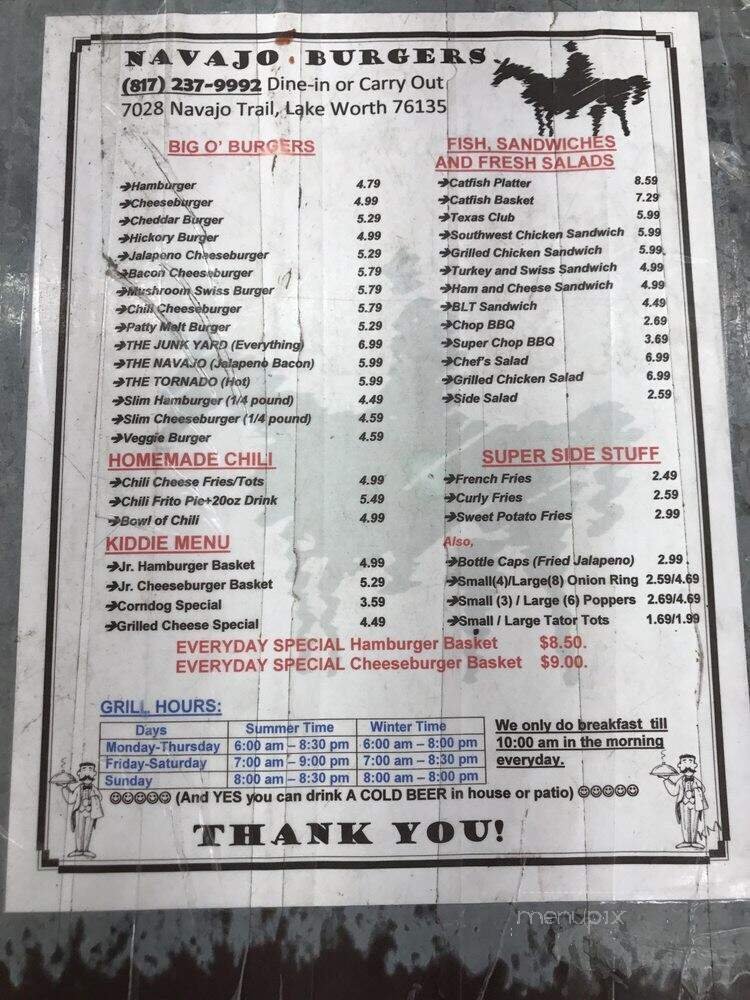 NAVAJO BURGERS
(817) 237-9992 Dine-in or Carry Out
7028 Navajo Trail, Lake Worth 76135
BIG O' BURGERS
➔Hamburger 4.79
➔Cheeseburger 4.99
➔Cheddar Burger 5.29
➔Hickory Burger 4.99
➔Jalapeno Cheeseburger 5.29
➔Bacon Cheeseburger 5.79
➔Mushroom Swiss Burger 5.79
➔Chili Cheeseburger 5.79
➔Patty Melt Burger 5.29
➔THE JUNK YARD (Everything) 6.99
➔THE NAVAJO (Jalapeno Bacon) 5.99
➔THE TORNADO (Hot) 5.99
➔Slim Hamburger (1/4 pound) 4.49
➔Slim Cheeseburger (1/4 pound) 4.59
➔Veggie Burger 4.59
HOMEMADE CHILI
➔Chili Cheese Fries/Tots 4.99
➔Chili Frito Pie+20oz Drink 5.49
➔Bowl of Chili 4.99
KIDDIE MENU
➔Jr. Hamburger Basket 4.99
➔Jr. Cheeseburger Basket 5.29
➔Corndog Special 3.59
➔Grilled Cheese Special 4.49
FISH, SANDWICHES
AND FRESH SALADS
➔Catfish Platter 8.59
➔Catfish Basket 7.29
➔Texas Club 5.99
➔Southwest Chicken Sandwich 5.99
➔Grilled Chicken Sandwich 5.99
➔Turkey and Swiss Sandwich 4.99
➔Ham and Cheese Sandwich 4.99
➔BLT Sandwich 4.49
➔Chop BBQ 2.69
➔Super Chop BBQ 3.69
➔Chef's Salad 6.99
➔Grilled Chicken Salad 6.99
➔Side Salad 2.59
SUPER SIDE STUFF
➔French Fries 2.49
➔Curly Fries 2.59
➔Sweet Potato Fries 2.99
Also,
➔Bottle Caps (Fried Jalapeno) 2.99
➔Small(4)/Large(8) Onion Ring 2.59/4.69
➔Small (3) / Large (6) Poppers 2.69/4.69
➔Small / Large Tator Tots 1.69/1.99
EVERYDAY SPECIAL Hamburger Basket $8.50.
EVERYDAY SPECIAL Cheeseburger Basket $9.00.
GRILL HOURS:
Days Summer Time Winter Time
Monday-Thursday 6:00 am – 8:30 pm 6:00 am – 8:00 pm
Friday-Saturday 7:00 am – 9:00 pm 7:00 am – 8:30 pm
Sunday 8:00 am – 8:30 pm 8:00 am – 8:00 pm
We only do breakfast till
10:00 am in the morning
everyday.
☺☺☺☺☺ (And YES you can drink A COLD BEER in house or patio) ☺☺☺☺☺
THANK YOU!
menupix